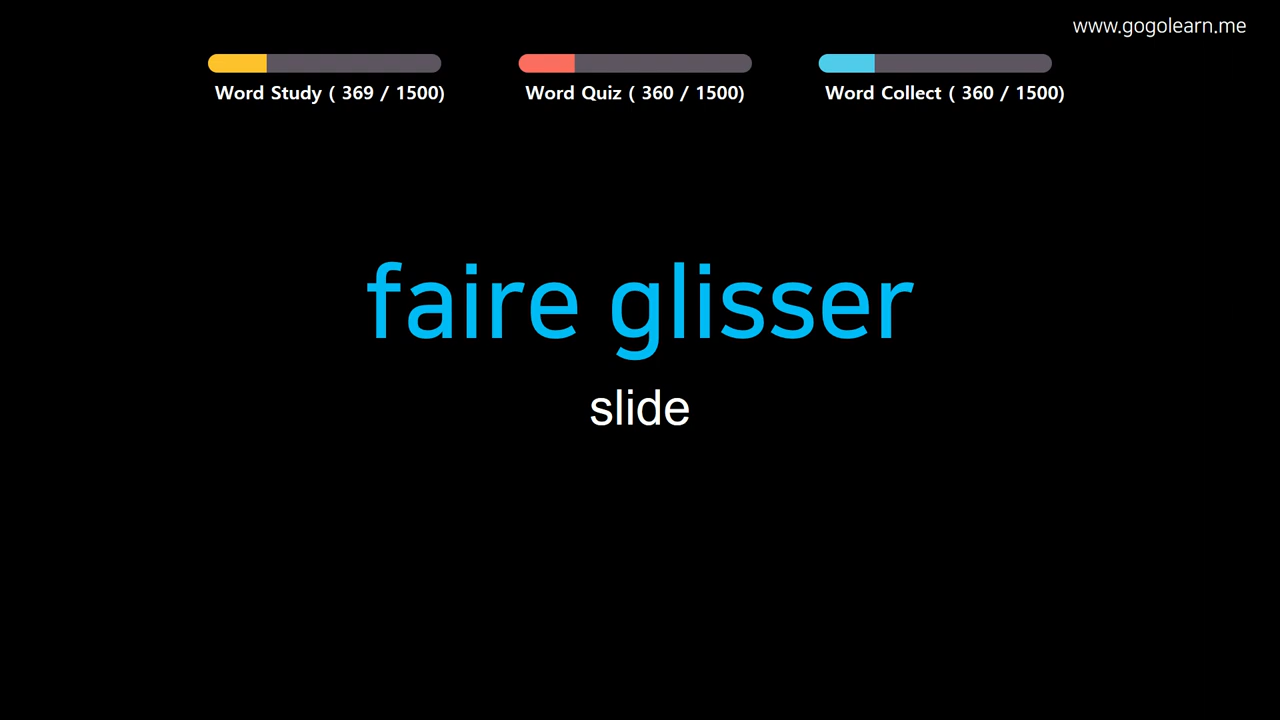 www.gogolearn.me
Word Study ( 369 / 1500)
Word Quiz ( 360 / 1500)
Word Collect ( 360 / 1500)
faire glisser
slide